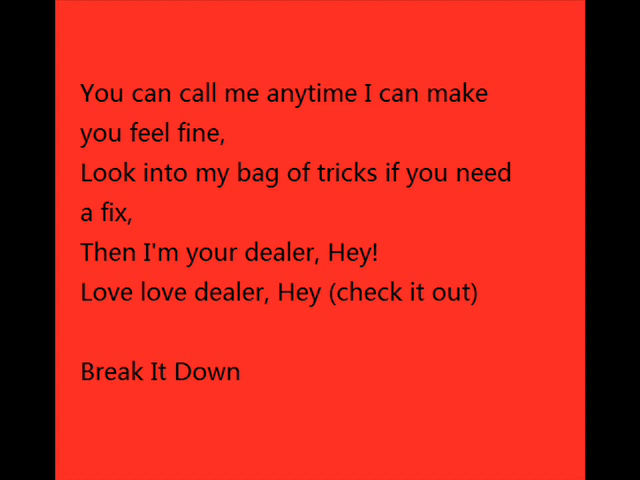 You can call me anytime I can make
you feel fine,
Look into my bag of tricks if you need
a fix,
Then I'm your dealer, Hey!
Love love dealer, Hey (check it out)
Break It Down